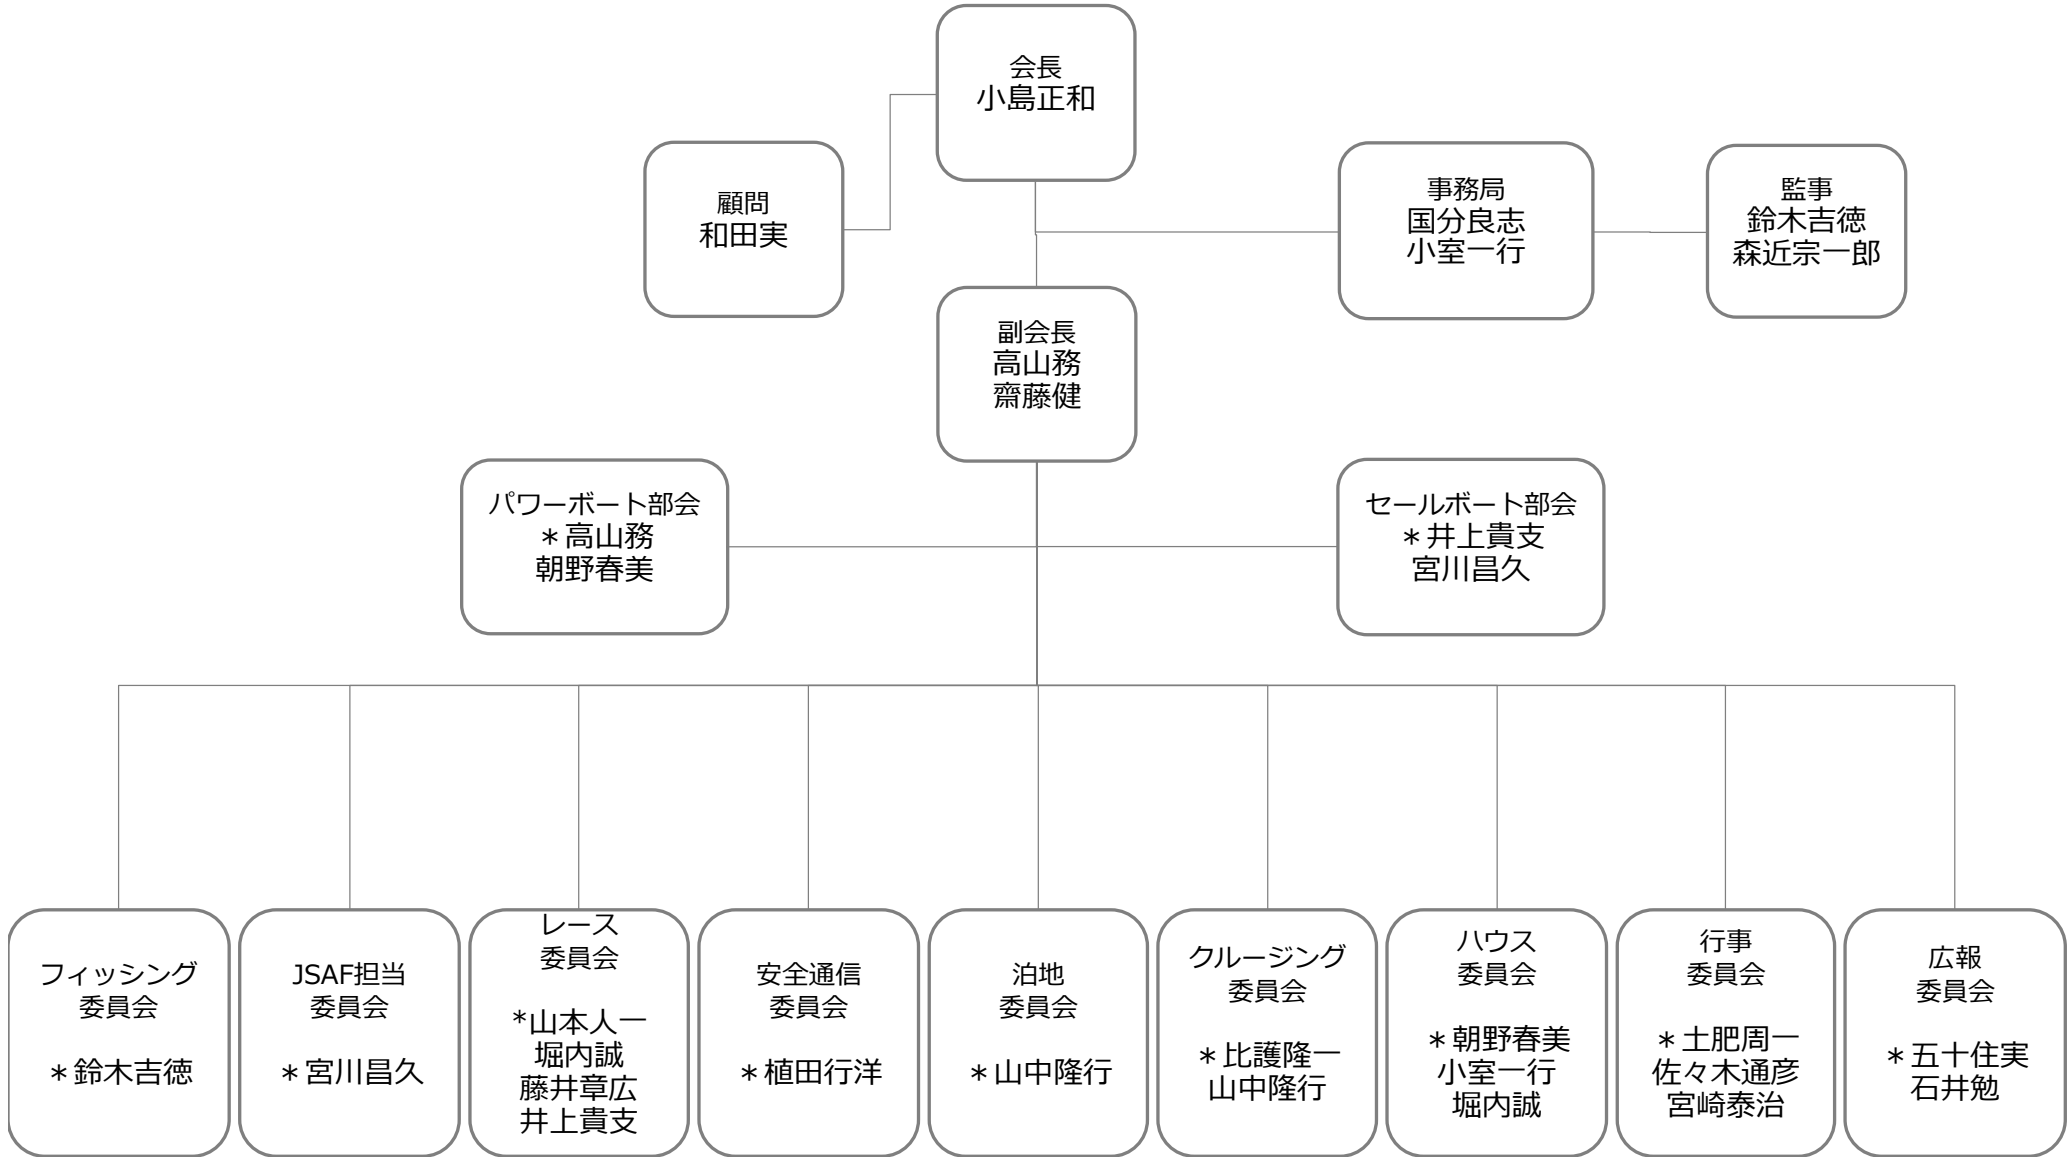 会長
小島正和
顧問
和田実
事務局
国分良志
小室一行
監事
鈴木吉徳
森近宗一郎
副会長
高山務
齋藤健
パワーボート部会
＊高山務
朝野春美
セールボート部会
＊井上貴支
宮川昌久
フィッシング
委員会
＊鈴木吉徳
JSAF担当
委員会
＊宮川昌久
レース
委員会
*山本人一
堀内誠
藤井章広
井上貴支
安全通信
委員会
＊植田行洋
泊地
委員会
＊山中隆行
クルージング
委員会
＊比護隆一
山中隆行
ハウス
委員会
＊朝野春美
小室一行
堀内誠
行事
委員会
＊土肥周一
佐々木通彦
宮崎泰治
広報
委員会
＊五十住実
石井勉